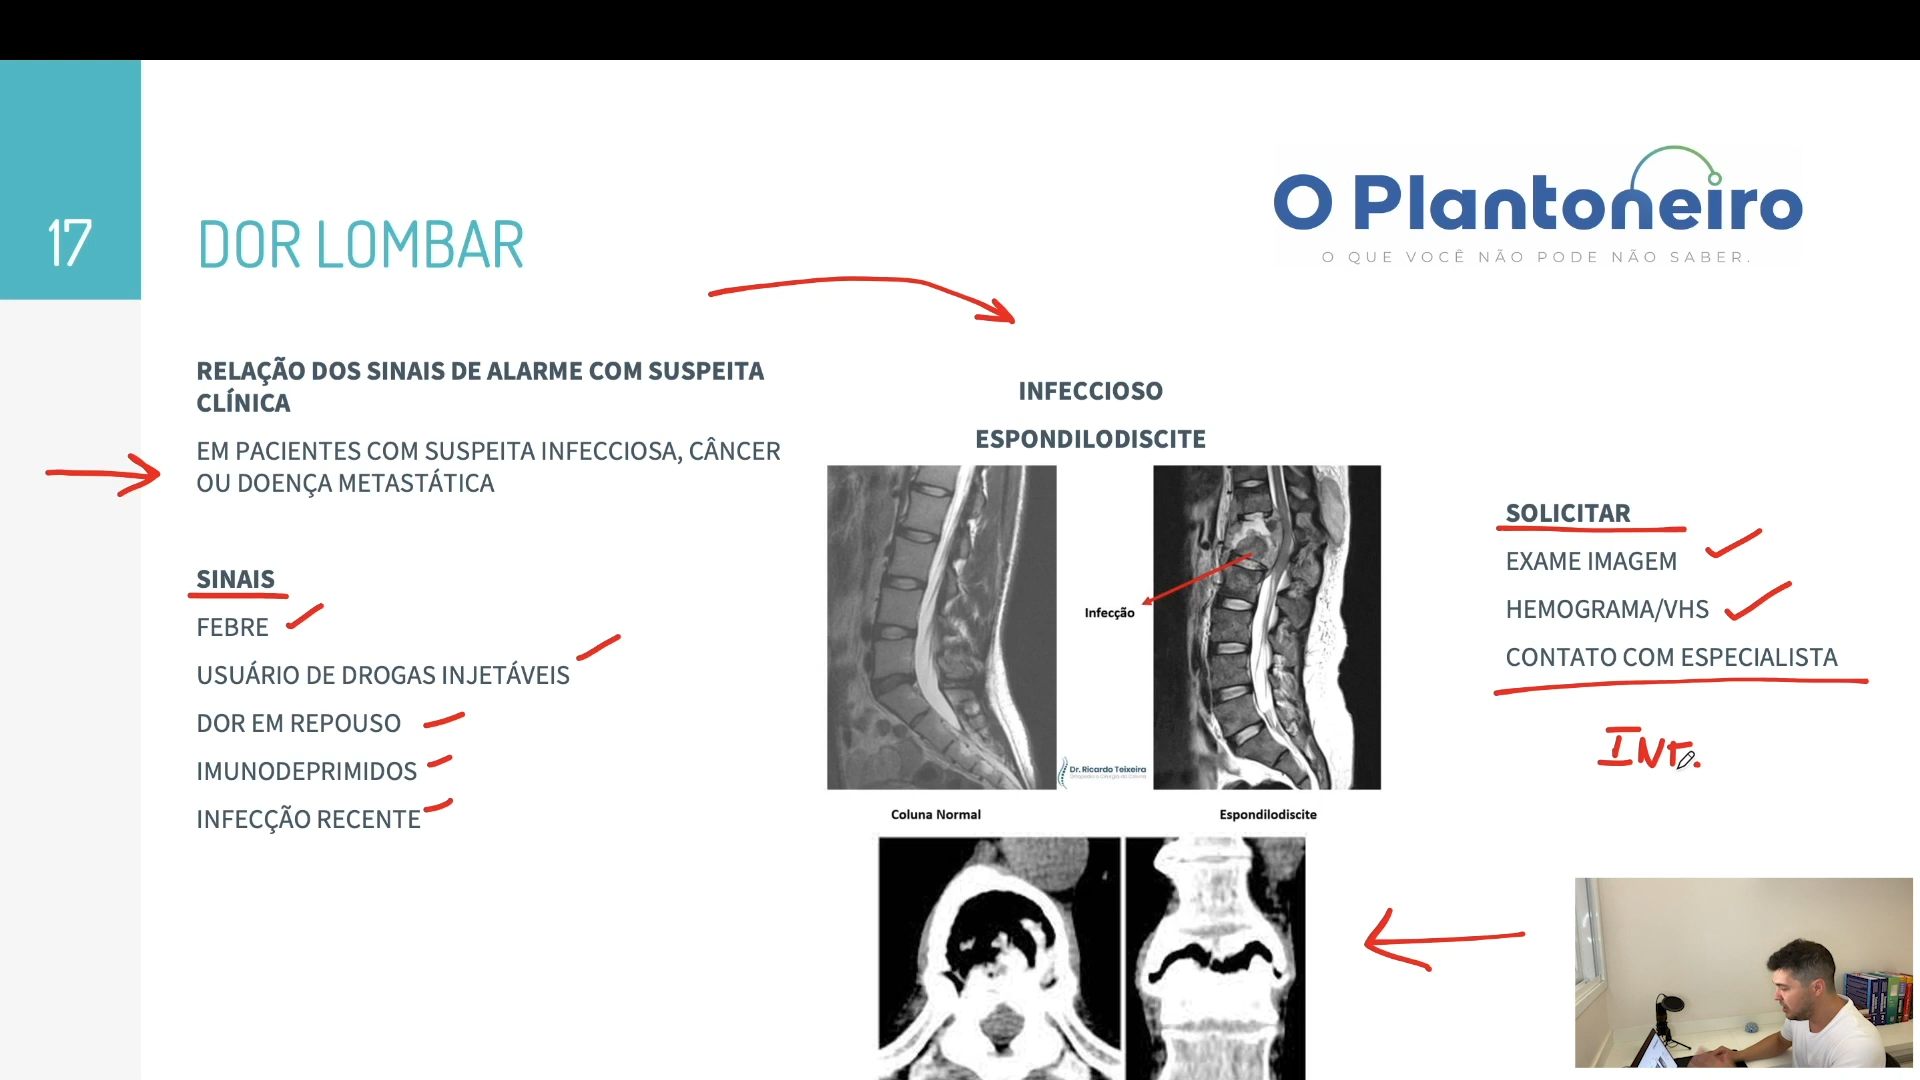 17
DOR LOMBAR
O Plantoneiro
O QUE VOCÊ NÃO PODE NÃO SABER.
RELAÇÃO DOS SINAIS DE ALARME COM SUSPEITA
CLÍNICA
EM PACIENTES COM SUSPEITA INFECCIOSA, CÂNCER
OU DOENÇA METASTÁTICA
SINAIS
FEBRE
USUÁRIO DE DROGAS INJETÁVEIS
DOR EM REPOUSO
IMUNODEPRIMIDOS
INFECÇÃO RECENTE
INFECCIOSO
ESPONDILODISCITE
Infecção
Dr. Ricardo Teixeira
Coluna Normal
Espondilodiscite
SOLICITAR
EXAME IMAGEM
HEMOGRAMA/VHS
CONTATO COM ESPECIALISTA
INT.